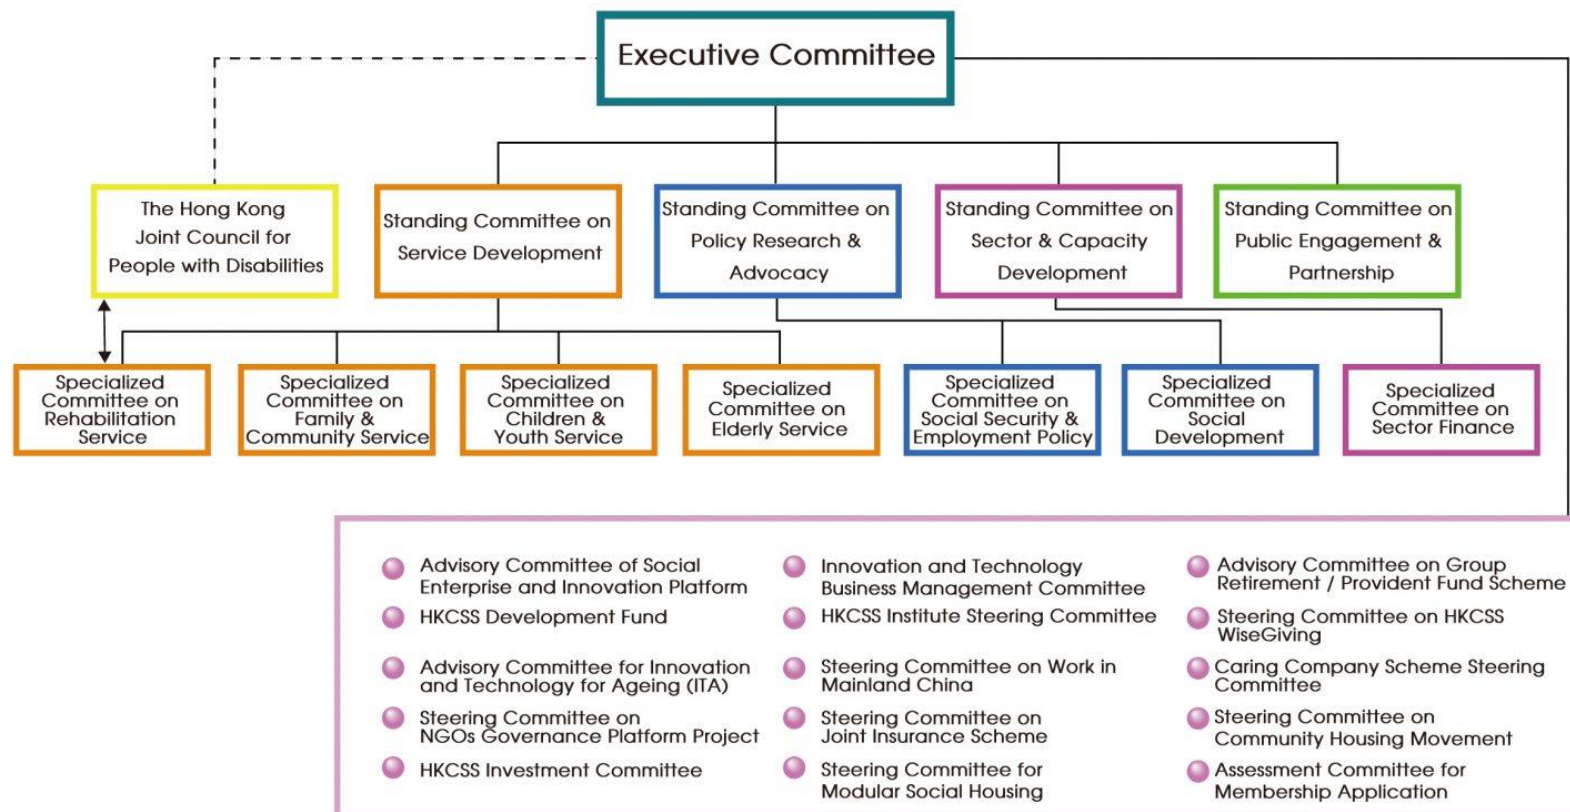 Executive Committee
The Hong Kong
Joint Council for
People with Disabilities
Standing Committee on
Service Development
Standing Committee on
Policy Research &
Advocacy
Standing Committee on
Sector & Capacity
Development
Standing Committee on
Public Engagement &
Partnership
Specialized
Committee on
Rehabilitation
Service
Specialized
Committee on
Family &
Community Service
Specialized
Committee on
Children &
Youth Service
Specialized
Committee on
Elderly Service
Specialized
Committee on
Social Security &
Employment Policy
Specialized
Committee on
Social
Development
Specialized
Committee on
Sector Finance
Advisory Committee of Social
Enterprise and Innovation Platform
HKCSS Development Fund
Advisory Committee for Innovation
and Technology for Ageing (ITA)
Steering Committee on
NGOs Governance Platform Project
HKCSS Investment Committee
Innovation and Technology
Business Management Committee
HKCSS Institute Steering Committee
Steering Committee on Work in
Mainland China
Steering Committee on
Joint Insurance Scheme
Steering Committee for
Modular Social Housing
Advisory Committee on Group
Retirement / Provident Fund Scheme
Steering Committee on HKCSS
WiseGiving
Caring Company Scheme Steering
Committee
Steering Committee on
Community Housing Movement
Assessment Committee for
Membership Application